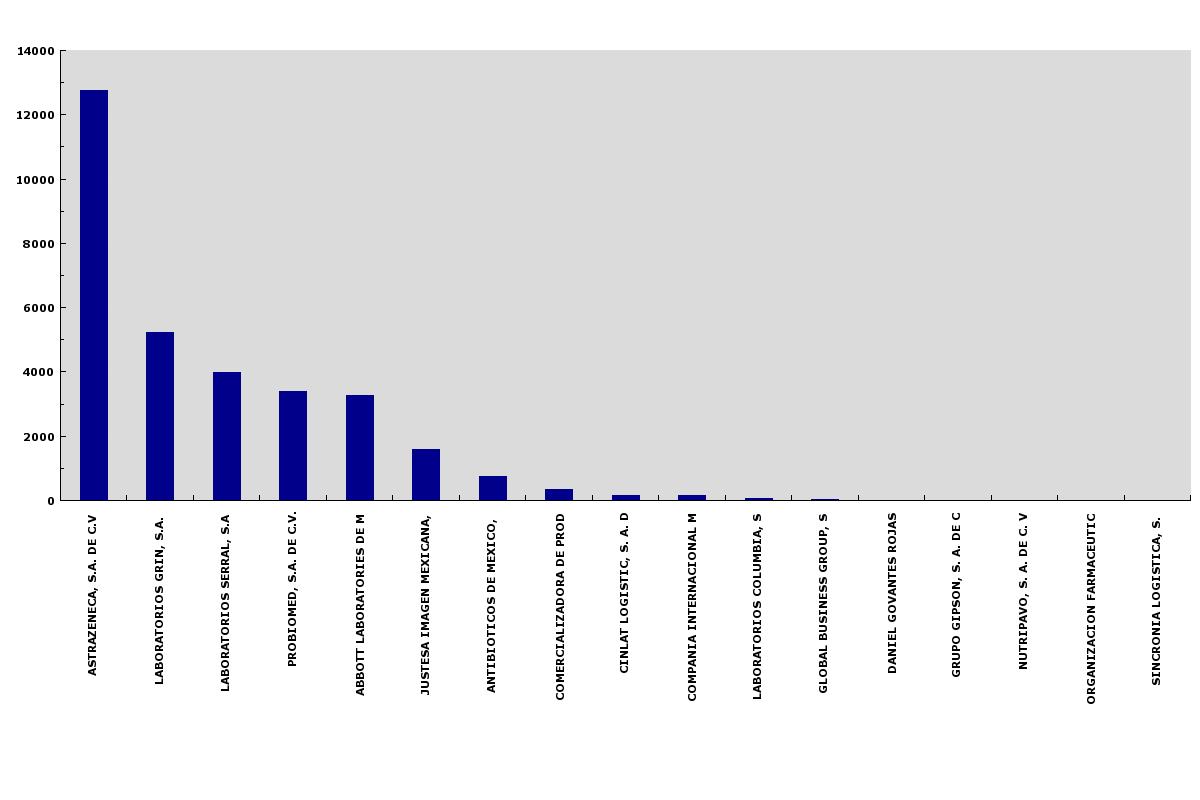 14000
12000
10000
8000
6000
4000
2000
0
ASTRAZENECA, S.A. DE C.V
LABORATORIOS GRIN, S.A.
LABORATORIOS SERRAL, S.A
PROBIOMED, S.A. DE C.V.
ABBOTT LABORATORIES DE M
JUSTESA IMAGEN MEXICANA,
ANTIBIOTICOS DE MEXICO,
COMERCIALIZADORA DE PROD
CINLAT LOGISTIC, S. A. D
COMPANIA INTERNACIONAL M
LABORATORIOS COLUMBIA, S
GLOBAL BUSINESS GROUP, S
DANIEL GOVANTES ROJAS
GRUPO GIPSON, S. A. DE C
NUTRIPAVO, S. A. DE C. V
ORGANIZACION FARMACEUTIC
SINCRONIA LOGISTICA, S.